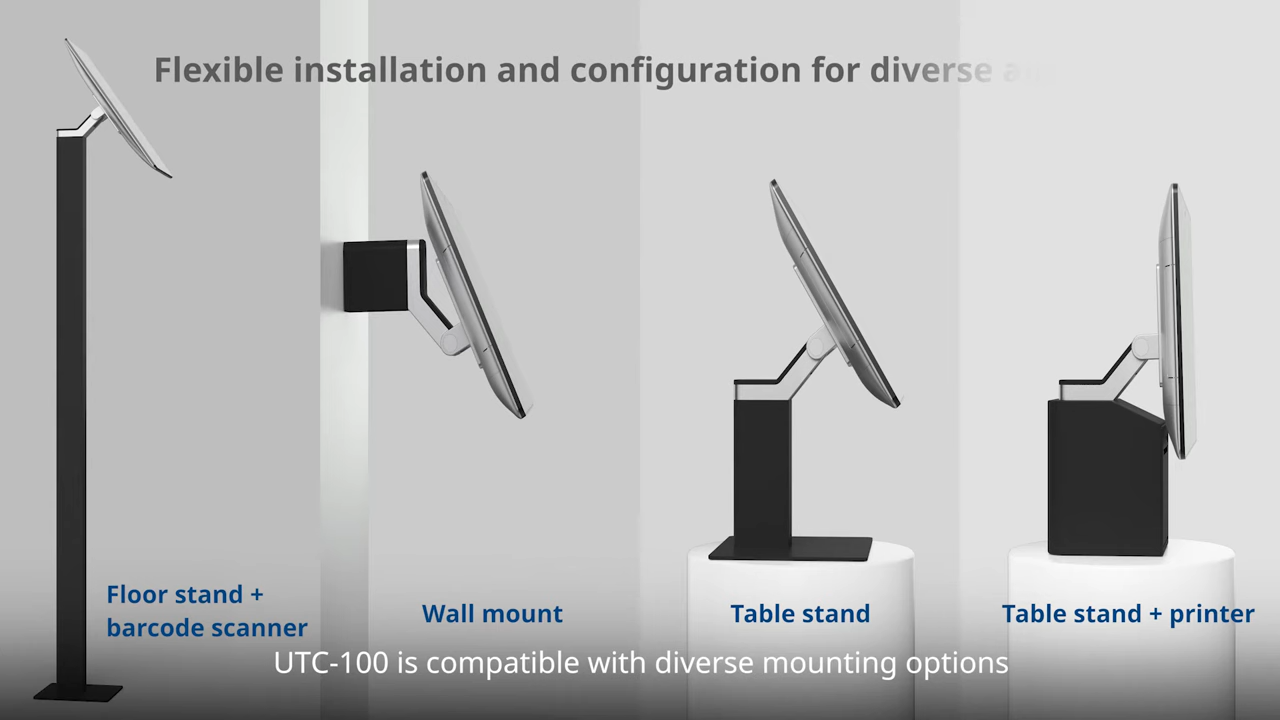 Flexible installation and configuration for diverse
Floor stand +
barcode scanner
Wall mount
Table stand
Table stand + printer
UTC-100 is compatible with diverse mounting options